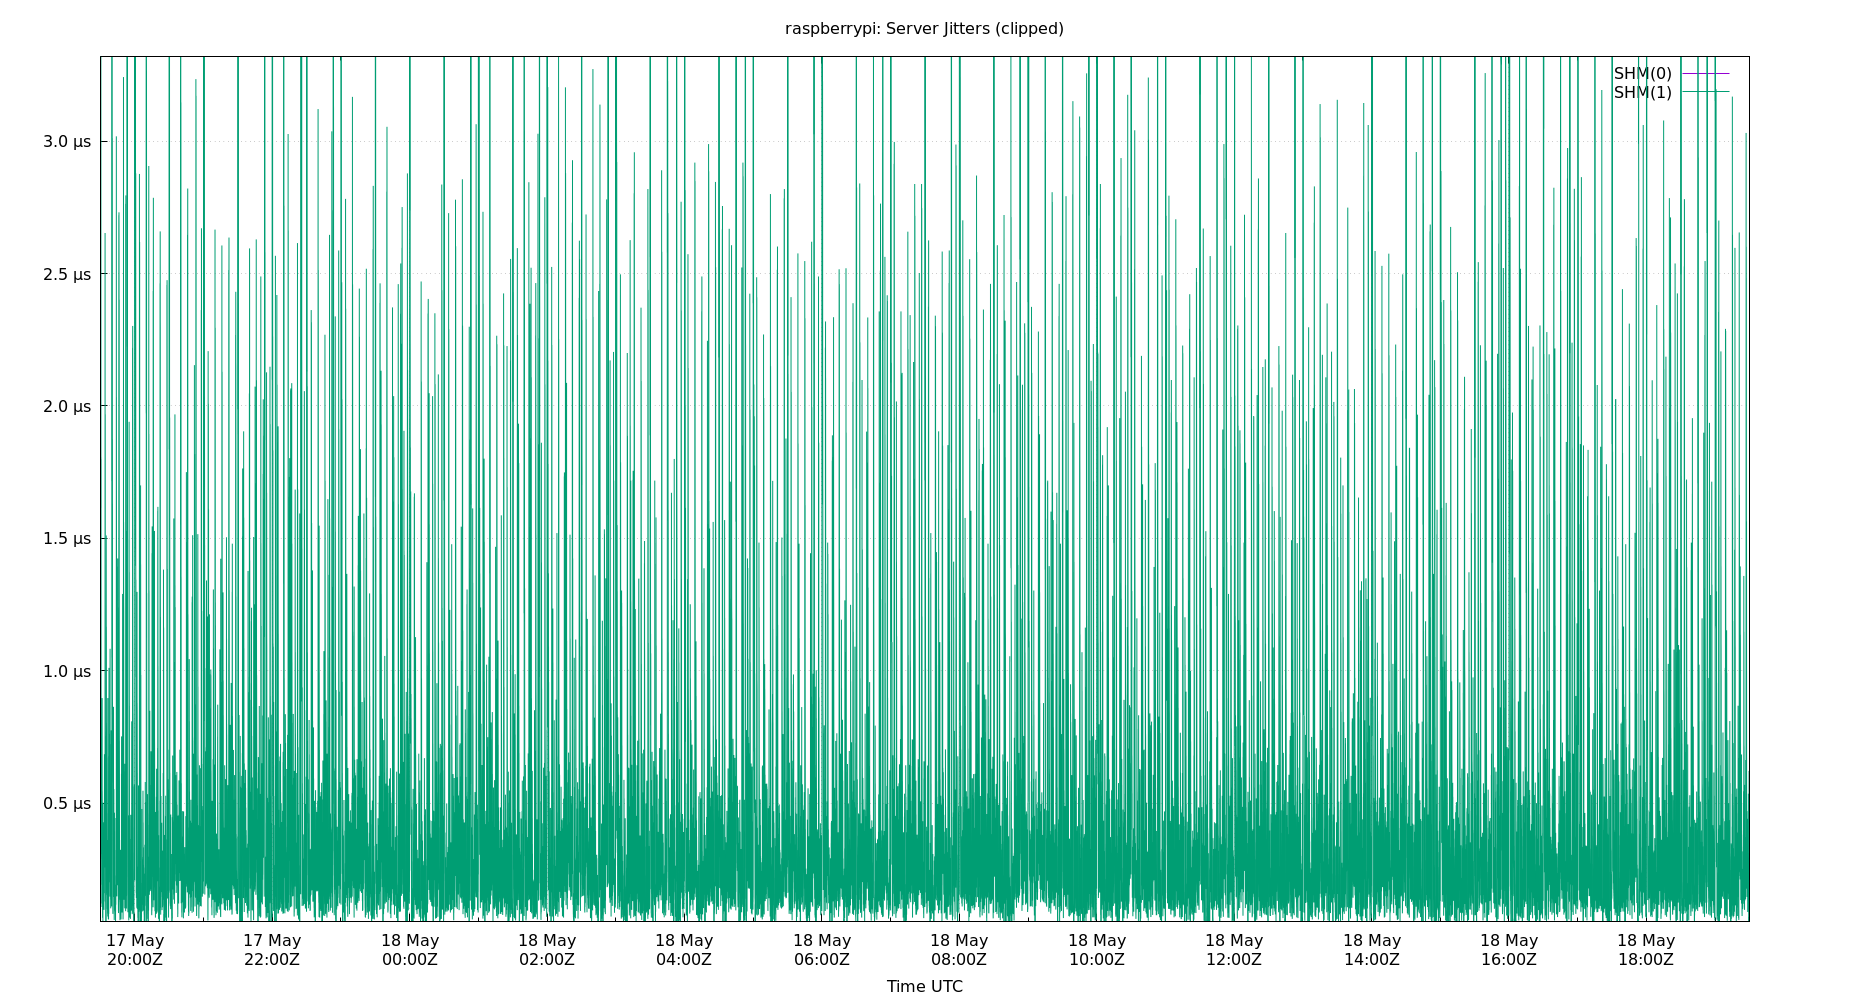 raspberrypi: Server Jitters (clipped)
SHM(0)
SHM(1)
3.0 µs
2.5 µs
2.0 µs
1.5 µs
1.0 µs
0.5 µs
17 May 17 May 18 May 18 May 18 May 18 May 18 May 18 May 18 May 18 May 18 May 18 May
20:00Z 22:00Z 00:00Z 02:00Z 04:00Z 06:00Z 08:00Z 10:00Z 12:00Z 14:00Z 16:00Z 18:00Z
Time UTC